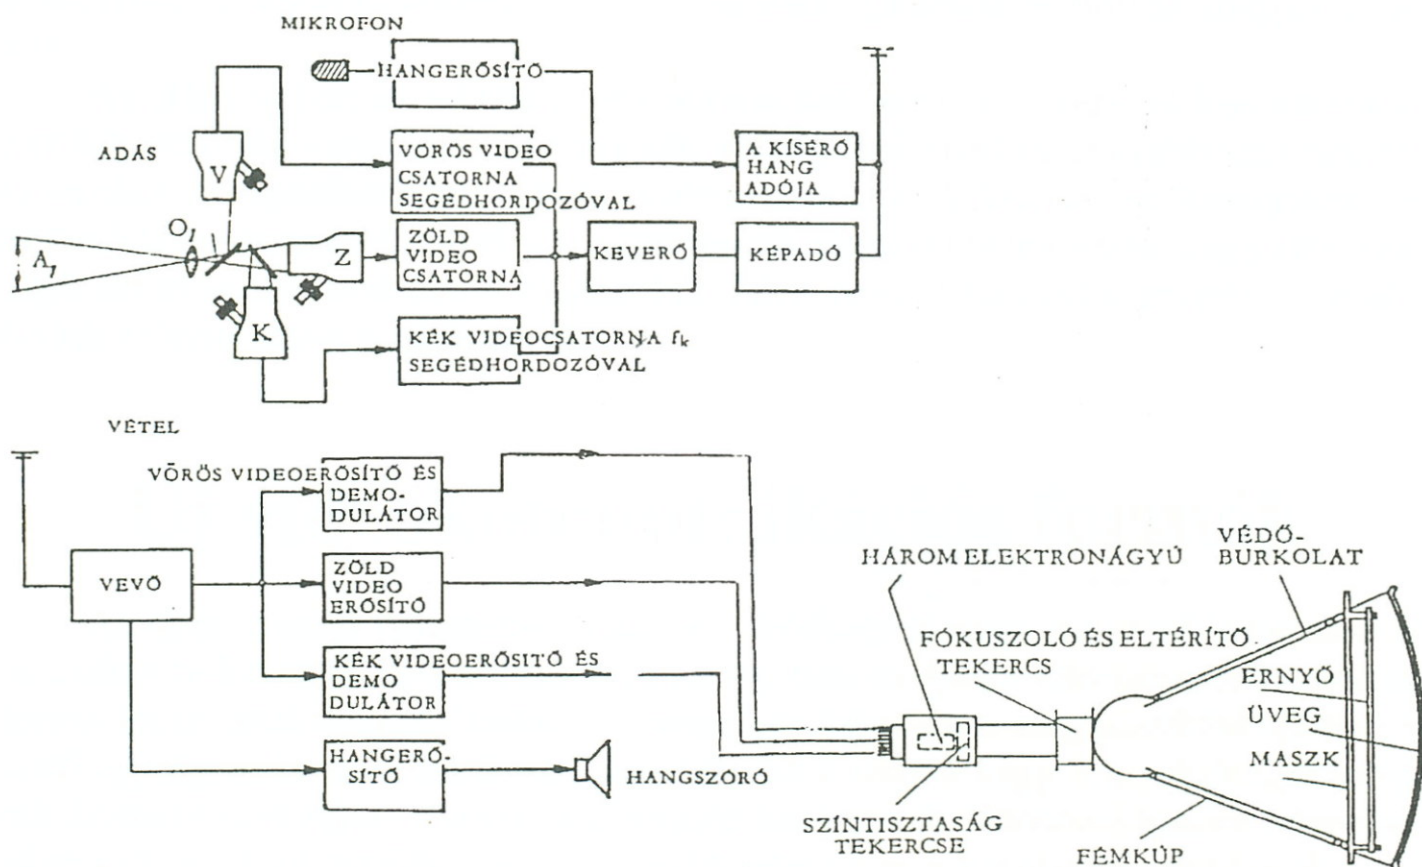 MIKROFON
HANGERŐSÍTŐ
ADÁS
V
VÖRÖS VIDEO
CSATORNA
SEGÉDHORDOZÓVAL
A KÍSÉRŐ
HANG
ADÓJA
O₁
A₁
Z
ZÖLD
VIDEO
CSATORNA
KEVERŐ
KÉPADÓ
K
KÉK VIDEOCSATORNA fₖ
SEGÉDHORDOZÓVAL
VÉTEL
VÖRÖS VIDEOERŐSÍTŐ ÉS
DEMO-
DULÁTOR
VEVŐ
ZÖLD
VIDEO
ERŐSÍTŐ
KÉK VIDEOERŐSITŐ ÉS
DEMO
DULÁTOR
HANGERŐ-
SÍTŐ
HANGSZÓRÓ
HÁROM ELEKTRONÁGYÚ
VÉDŐ-
BURKOLAT
FÓKUSZOLÓ ÉS ELTÉRÍTŐ
TEKERCS
ERNYŐ
ÜVEG
MASZK
SZÍNTISZTASÁG
TEKERCSE
FÉMKÚP